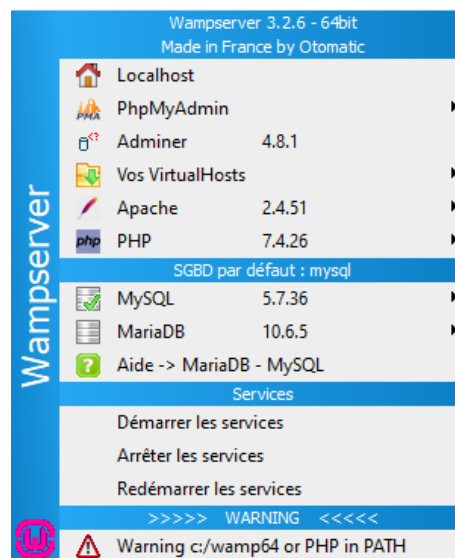 Wampserver 3.2.6 - 64bit
Made in France by Otomatic
Localhost
PhpMyAdmin
Adminer 4.8.1
Vos VirtualHosts
Apache 2.4.51
PHP 7.4.26
SGBD par défaut : mysql
MySQL 5.7.36
MariaDB 10.6.5
Aide -> MariaDB - MySQL
Services
Démarrer les services
Arrêter les services
Redémarrer les services
>>>>> WARNING <<<<<
Warning c:/wamp64 or PHP in PATH
Wampserver
PMA
php